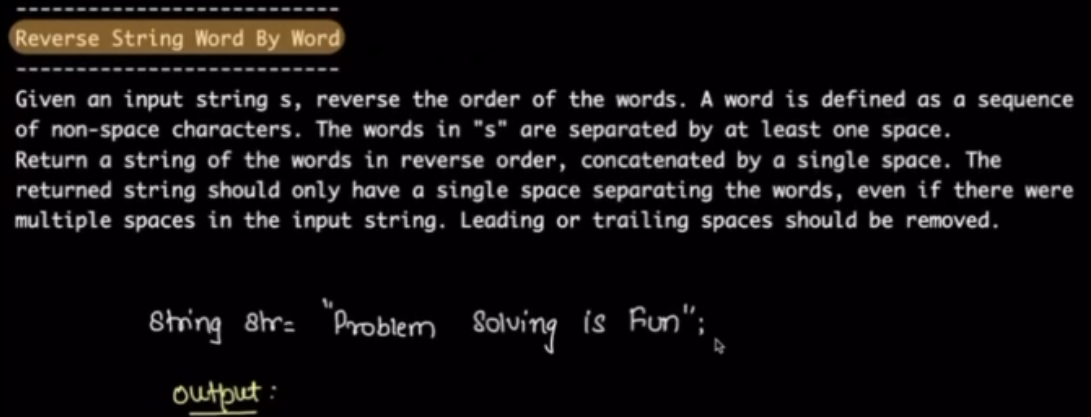 Reverse String Word By Word
Given an input string s, reverse the order of the words. A word is defined as a sequence
of non-space characters. The words in "s" are separated by at least one space.
Return a string of the words in reverse order, concatenated by a single space. The
returned string should only have a single space separating the words, even if there were
multiple spaces in the input string. Leading or trailing spaces should be removed.
String str= "Problem Solving is Fun";
output: